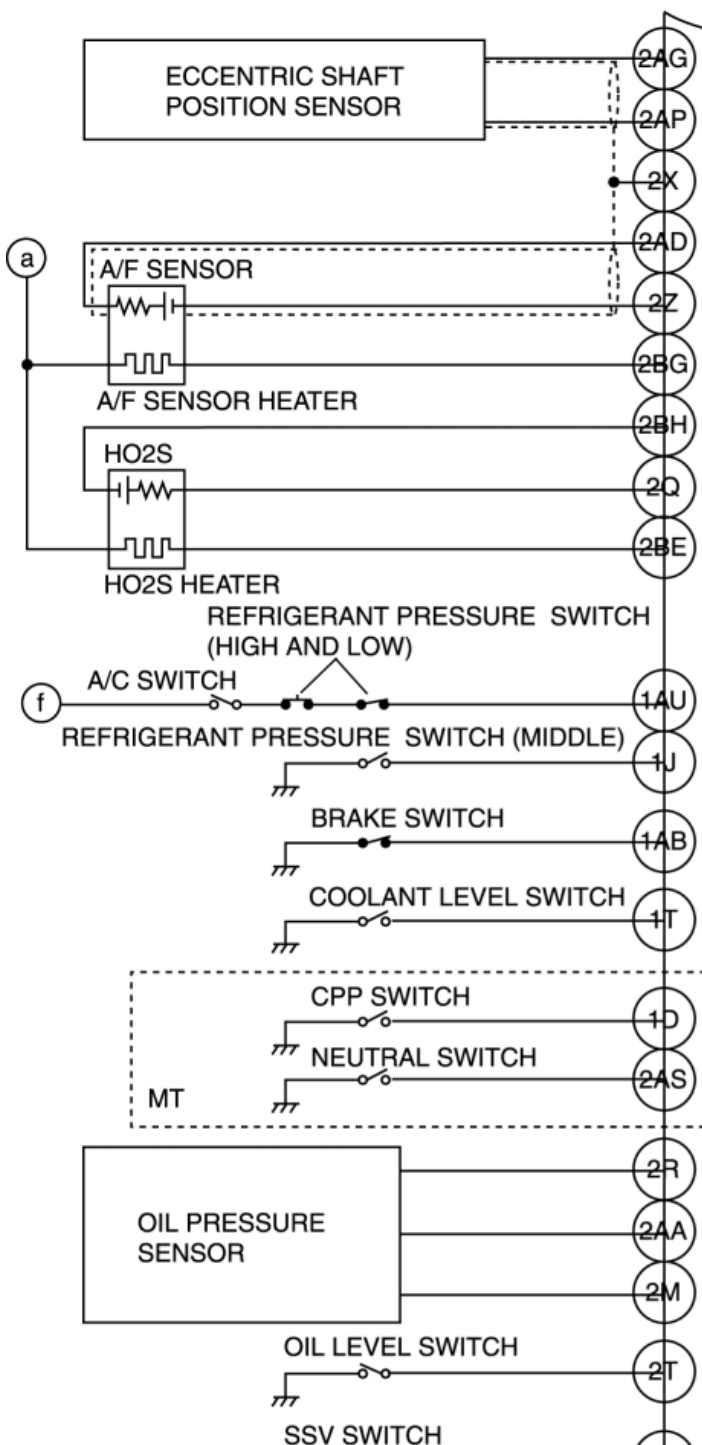 ECCENTRIC SHAFT
POSITION SENSOR
2AG
2AP
2X
2AD
a
A/F SENSOR
2Z
2BG
A/F SENSOR HEATER
2BH
HO2S
2Q
2BE
HO2S HEATER
REFRIGERANT PRESSURE SWITCH
(HIGH AND LOW)
A/C SWITCH
f
1AU
REFRIGERANT PRESSURE SWITCH (MIDDLE)
1J
BRAKE SWITCH
1AB
COOLANT LEVEL SWITCH
1T
CPP SWITCH
1D
NEUTRAL SWITCH
2AS
MT
2R
OIL PRESSURE
SENSOR
2AA
2M
OIL LEVEL SWITCH
2T
SSV SWITCH